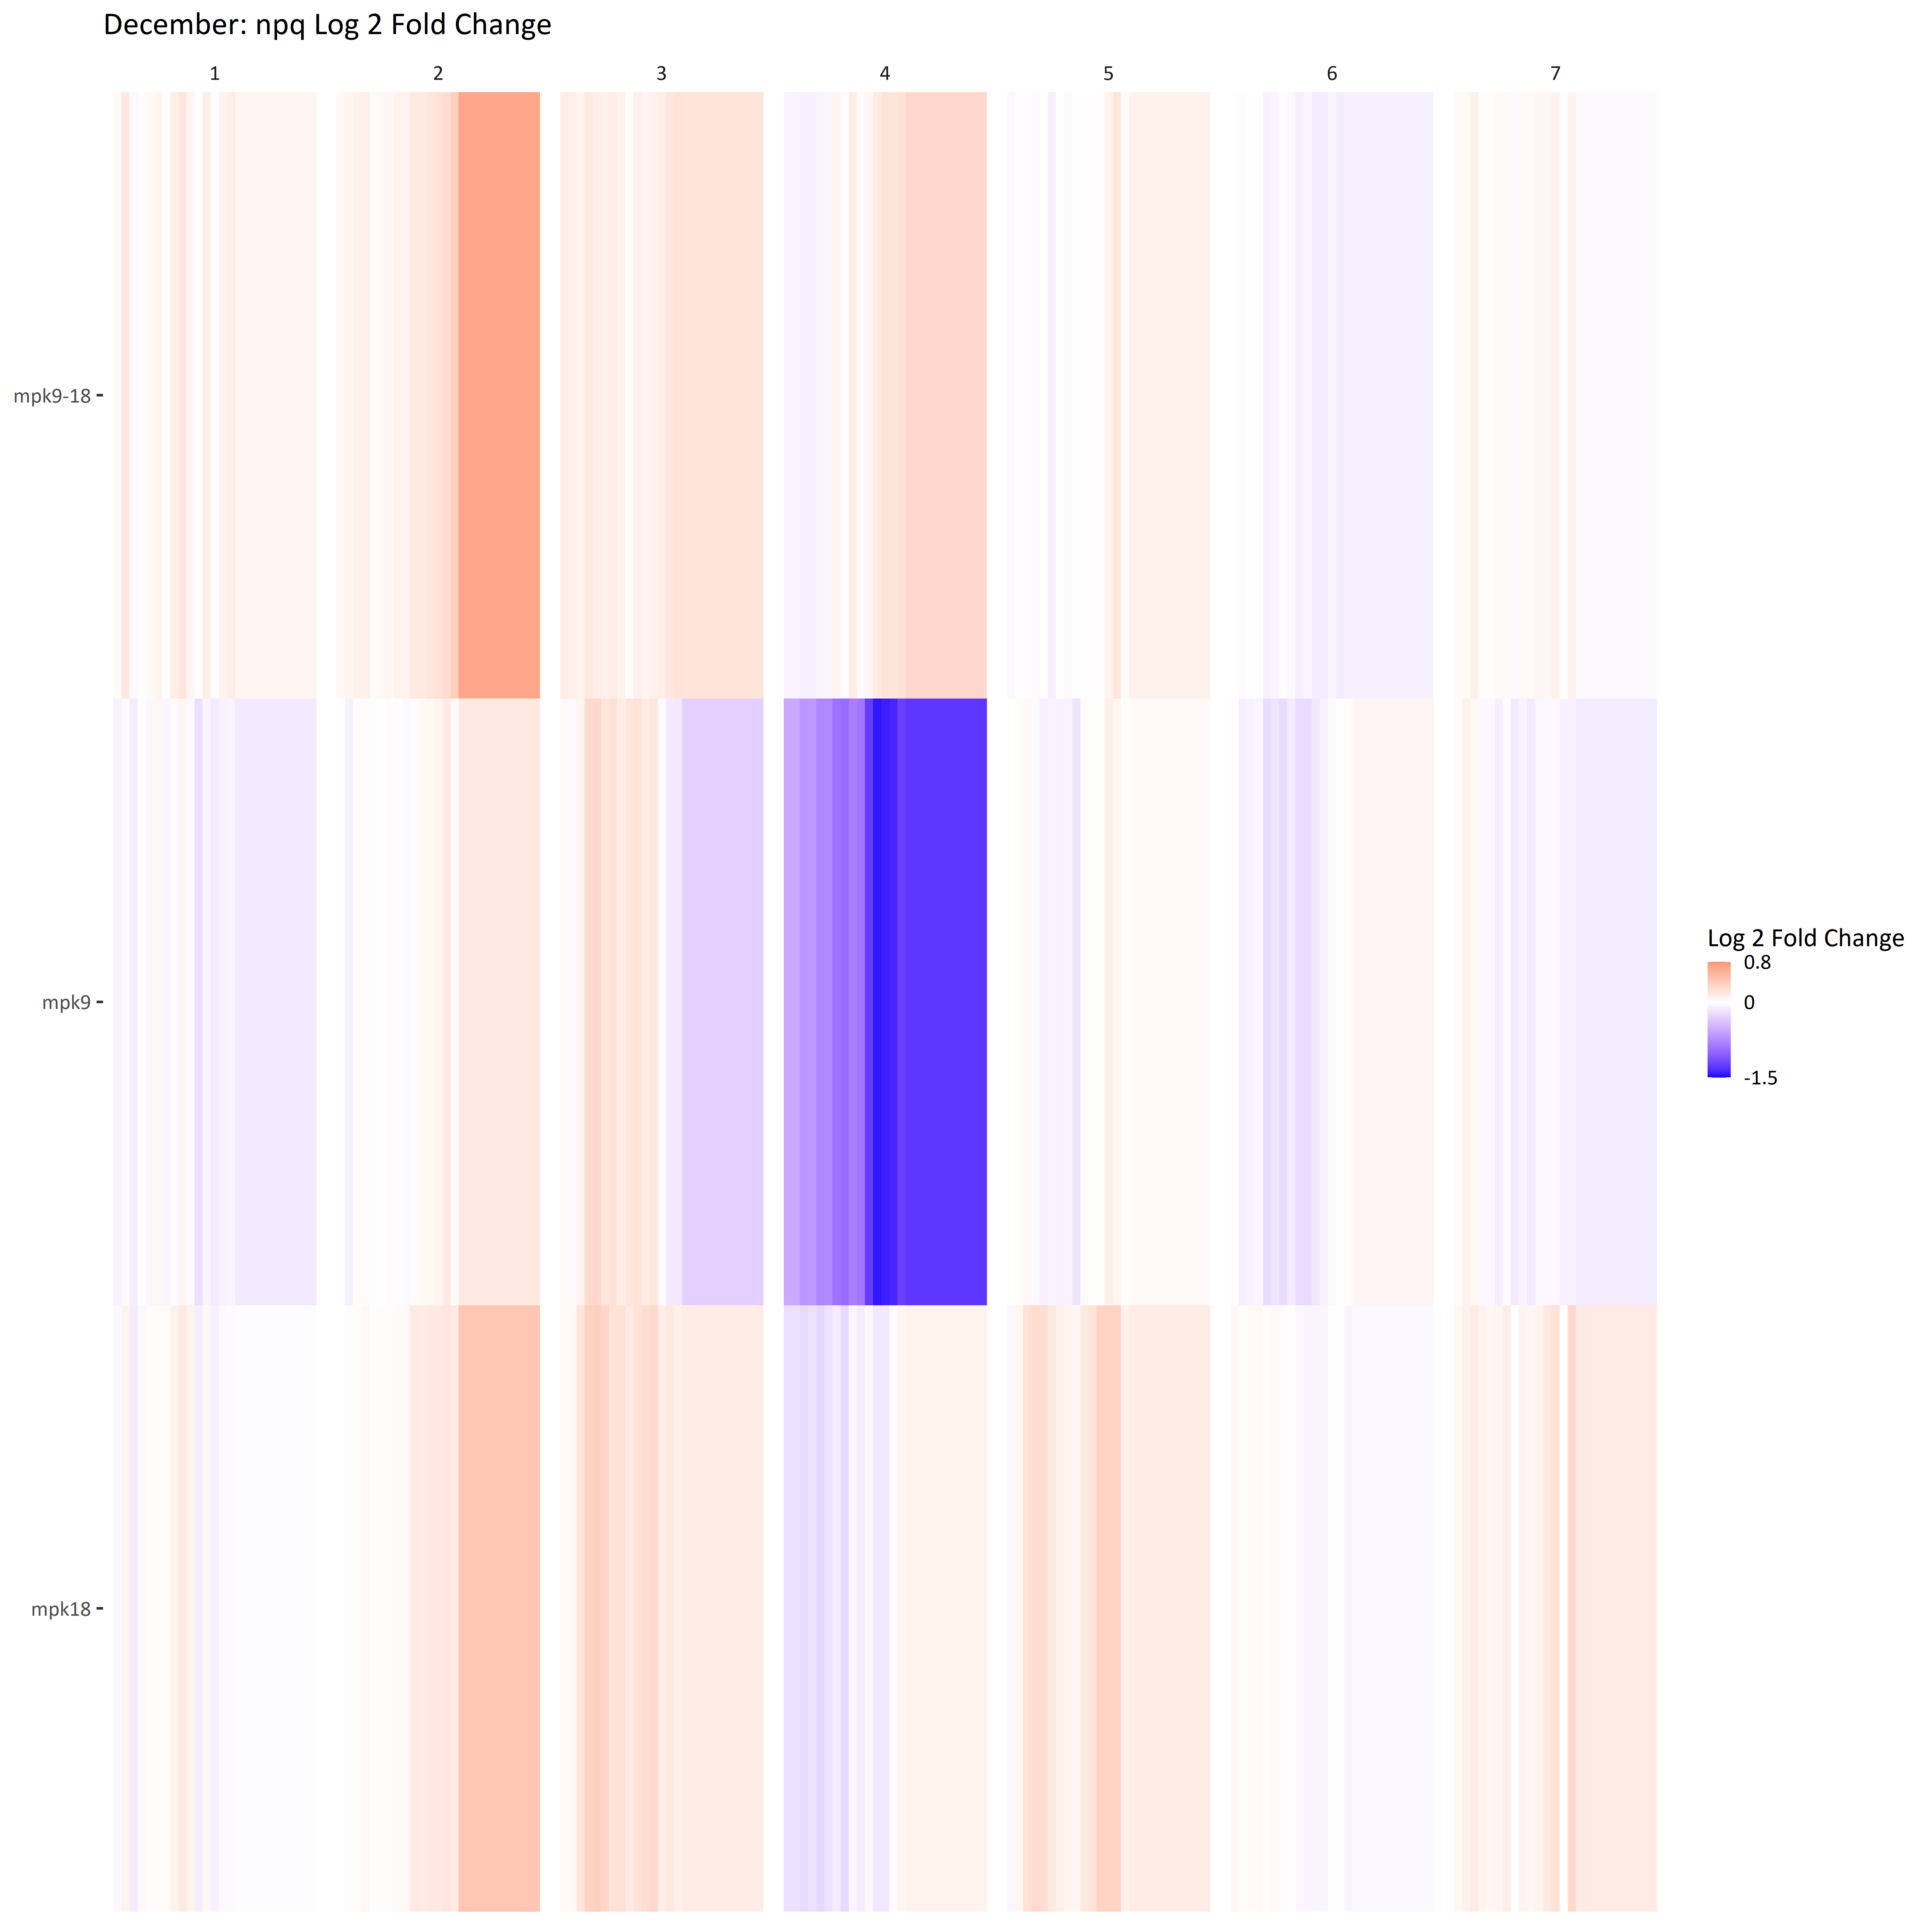 December: npq Log 2 Fold Change
1 2 3 4 5 6 7
mpk9-18
mpk9
mpk18
Log 2 Fold Change
0.8
0
-1.5